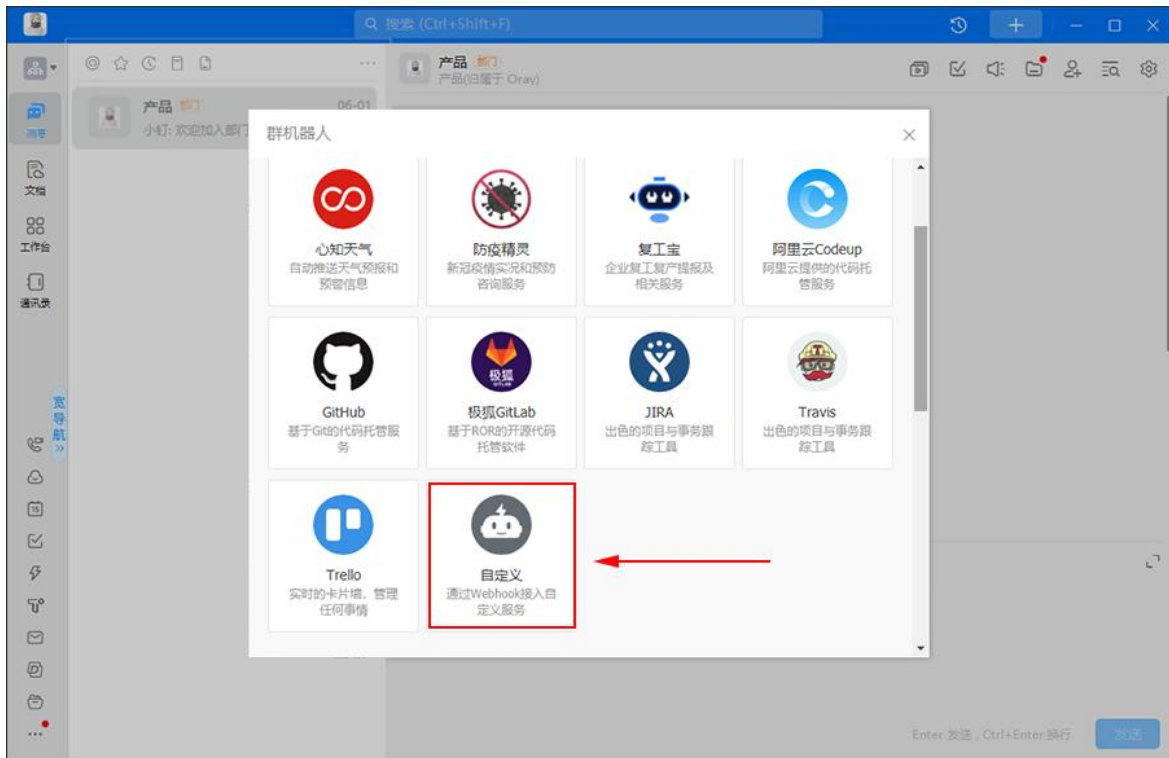 搜索 (Ctrl+Shift+F)
产品 部门
06-01
小钉: 欢迎加入部门
产品 部门
产品(旧属于 Oray)
消息
文档
工作台
通讯录
宽导航
群机器人
心知天气
自动推送天气预报和
预警信息
防疫精灵
新冠疫情实况和预防
咨询服务
复工宝
企业复工复产提报及
相关服务
阿里云Codeup
阿里云提供的代码托
管服务
GitHub
基于Git的代码托管服
务
极狐
GITLAB
极狐GitLab
基于ROR的开源代码
托管软件
JIRA
出色的项目与事务跟
踪工具
Travis
出色的项目与事务跟
踪工具
Trello
实时的卡片墙，管理
任何事情
自定义
通过Webhook接入自
定义服务
Enter 发送 , Ctrl+Enter 换行
发送